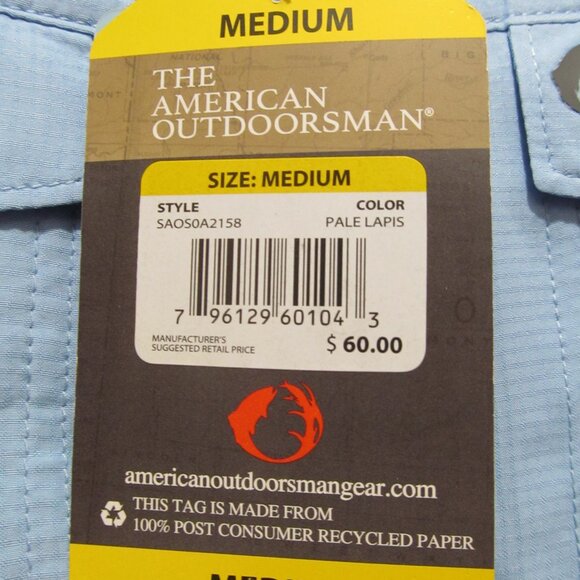 MEDIUM
THE
AMERICAN
OUTDOORSMAN®
SIZE: MEDIUM
STYLE COLOR
SAOS0A2158 PALE LAPIS
7 96129 60104 3
MANUFACTURER'S
SUGGESTED RETAIL PRICE $ 60.00
americanoutdoorsmangear.com
THIS TAG IS MADE FROM
100% POST CONSUMER RECYCLED PAPER